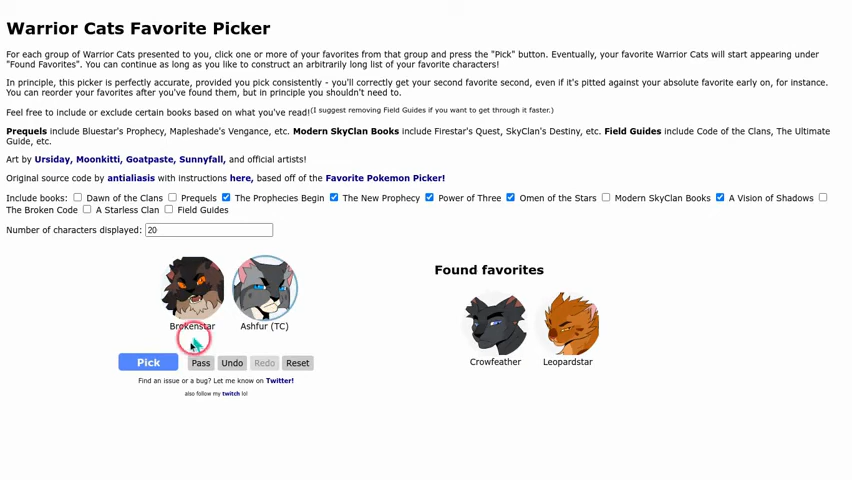 Warrior Cats Favorite Picker
For each group of Warrior Cats presented to you, click one or more of your favorites from that group and press the "Pick" button. Eventually, your favorite Warrior Cats will start appearing under
"Found Favorites". You can continue as long as you like to construct an arbitrarily long list of your favorite characters!
In principle, this picker is perfectly accurate, provided you pick consistently - you'll correctly get your second favorite second, even if it's pitted against your absolute favorite early on, for instance.
You can reorder your favorites after you've found them, but in principle you shouldn't need to.
Feel free to include or exclude certain books based on what you've read!(I suggest removing Field Guides if you want to get through it faster.)
Prequels include Bluestar's Prophecy, Mapleshade's Vengance, etc. Modern SkyClan Books include Firestar's Quest, SkyClan's Destiny, etc. Field Guides include Code of the Clans, The Ultimate
Guide, etc.
Art by Ursiday, Moonkitti, Goatpaste, Sunnyfall, and official artists!
Original source code by antialiasis with instructions here, based off of the Favorite Pokemon Picker!
Include books: Dawn of the Clans Prequels The Prophecies Begin The New Prophecy Power of Three Omen of the Stars Modern SkyClan Books A Vision of Shadows
The Broken Code A Starless Clan Field Guides
Number of characters displayed: 20
Found favorites
Brokenstar Ashfur (TC)
Crowfeather Leopardstar
Pick Pass Undo Redo Reset
Find an issue or a bug? Let me know on Twitter!
also follow my twitch lol